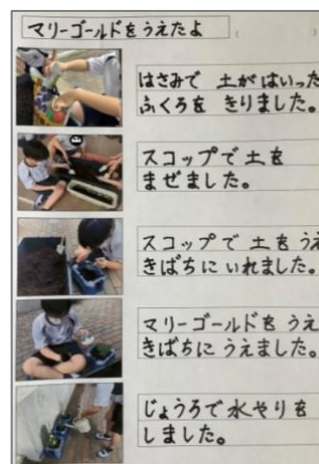 マリーゴールドをうえたよ
はさみで 土がはいった
ふくろを きりました。
スコップで土を
まぜました。
スコップで 土をうえ
きばちに いれました。
マリーゴールドを うえ
きばちに うえました。
じょうろで水やりを
しました。